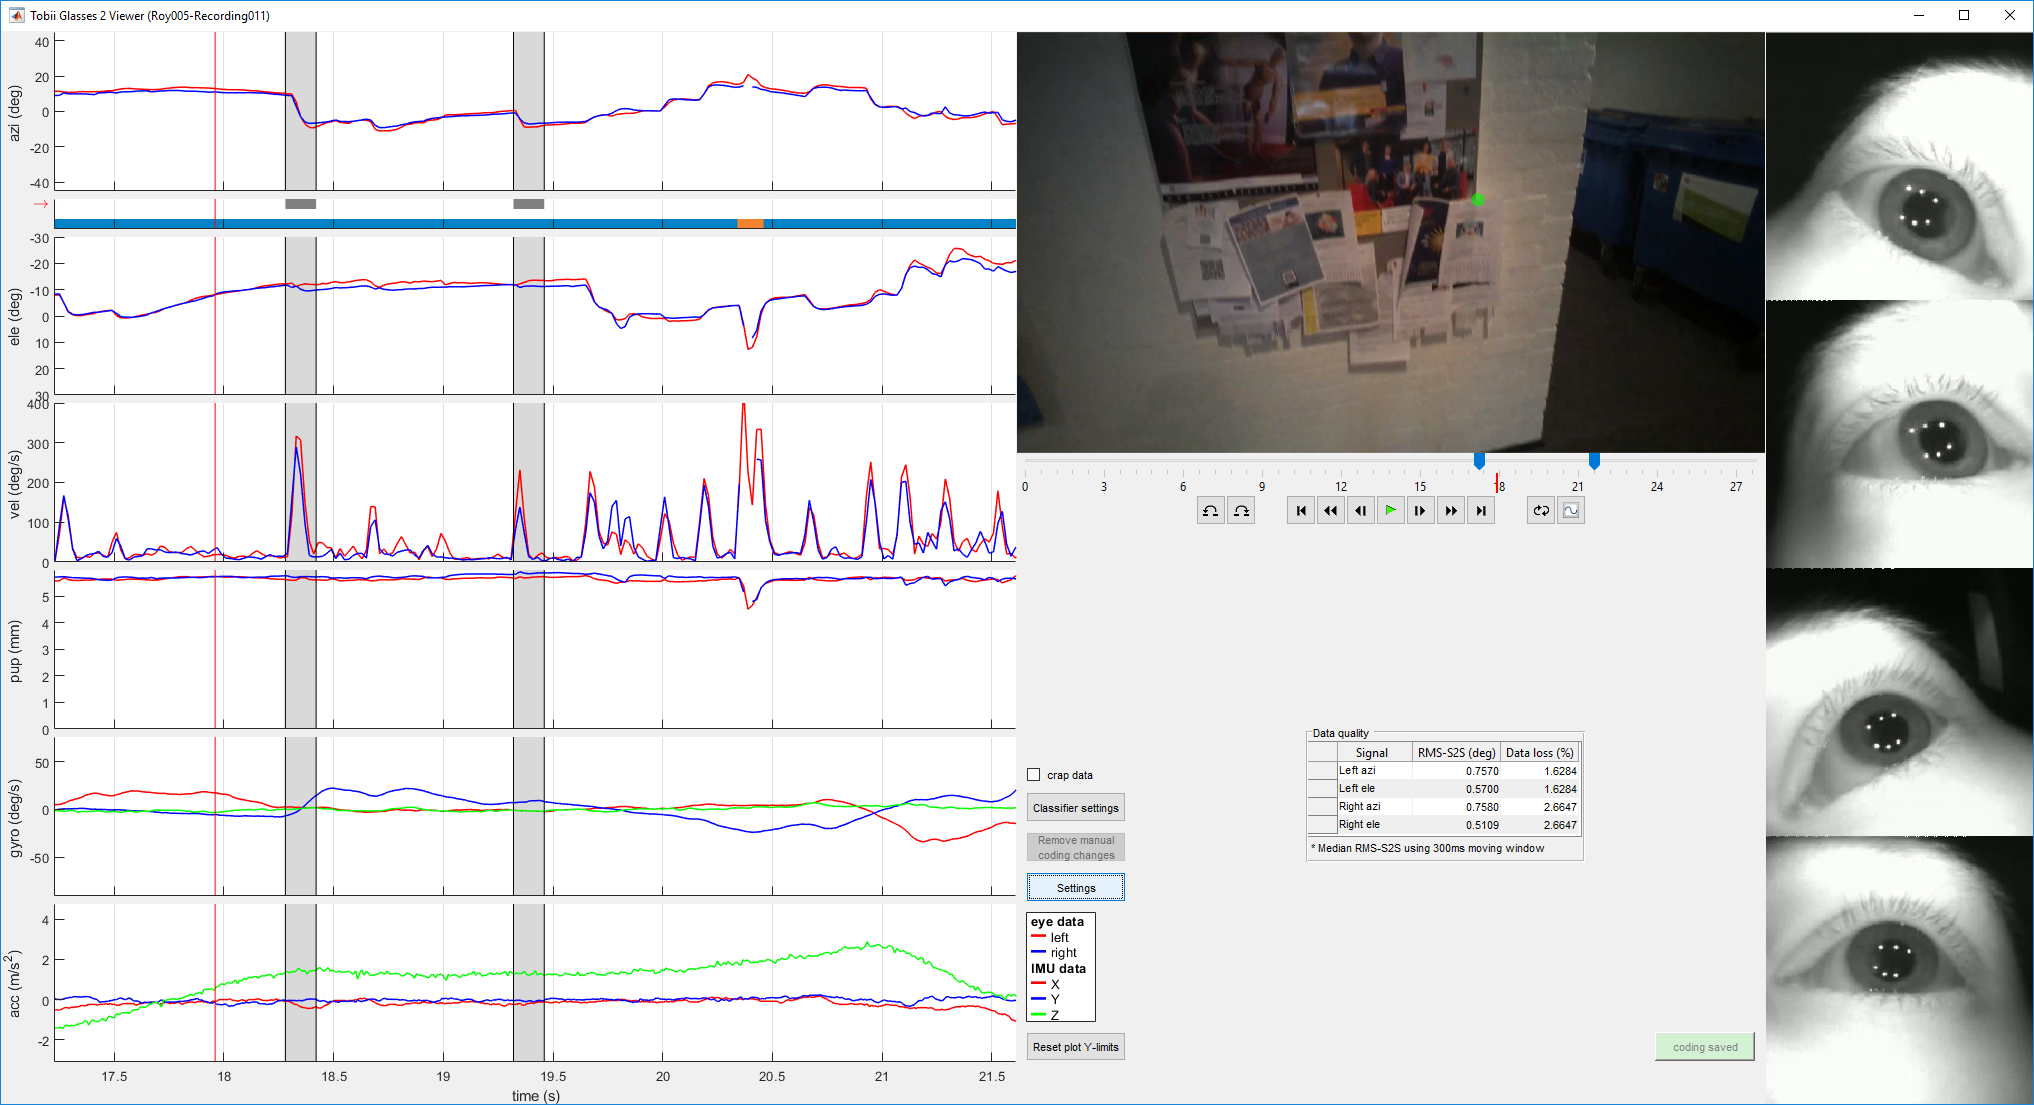 Tobii Glasses 2 Viewer (Roy005-Recording011)
azi (deg)
40
20
0
-20
-40
→
ele (deg)
-30
-20
-10
0
10
20
30
vel (deg/s)
400
300
200
100
0
pup (mm)
5
4
3
2
1
0
gyro (deg/s)
50
0
-50
acc (m/s²)
4
2
0
-2
17.5 18 18.5 19 19.5 20 20.5 21 21.5
time (s)
0 3 6 9 12 15 18 21 24 27
crap data
Classifier settings
Remove manual
coding changes
Settings
eye data
left
right
IMU data
X
Y
Z
Reset plot Y-limits
Data quality
Signal RMS-S2S (deg) Data loss (%)
Left azi 0.7570 1.6284
Left ele 0.5700 1.6284
Right azi 0.7580 2.6647
Right ele 0.5109 2.6647
* Median RMS-S2S using 300ms moving window
coding saved